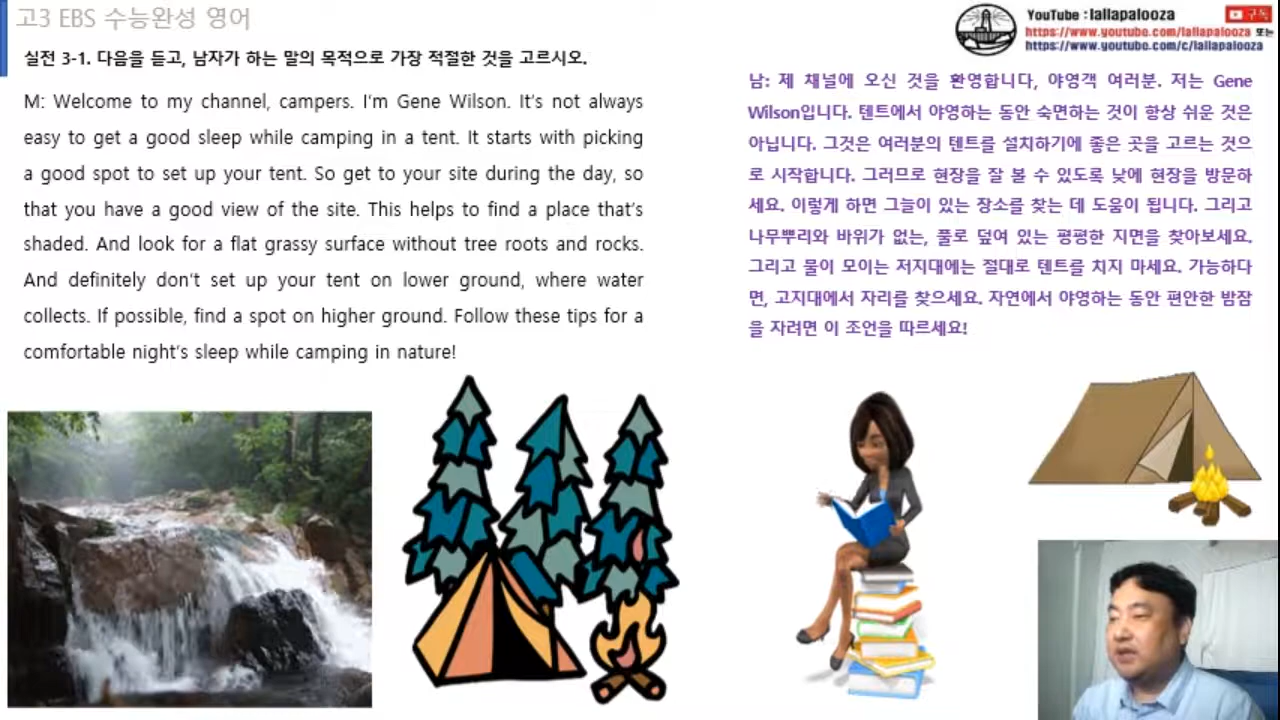 고3 EBS 수능완성 영어
실전 3-1. 다음을 듣고, 남자가 하는 말의 목적으로 가장 적절한 것을 고르시오.
M: Welcome to my channel, campers. I'm Gene Wilson. It's not always
easy to get a good sleep while camping in a tent. It starts with picking
a good spot to set up your tent. So get to your site during the day, so
that you have a good view of the site. This helps to find a place that's
shaded. And look for a flat grassy surface without tree roots and rocks.
And definitely don't set up your tent on lower ground, where water
collects. If possible, find a spot on higher ground. Follow these tips for a
comfortable night's sleep while camping in nature!
YouTube : lallapalooza
구독
https://www.youtube.com/lallapalooza 또는
https://www.youtube.com/c/lallapalooza
남: 제 채널에 오신 것을 환영합니다, 야영객 여러분. 저는 Gene
Wilson입니다. 텐트에서 야영하는 동안 숙면하는 것이 항상 쉬운 것은
아닙니다. 그것은 여러분의 텐트를 설치하기에 좋은 곳을 고르는 것으
로 시작합니다. 그러므로 현장을 잘 볼 수 있도록 낮에 현장을 방문하
세요. 이렇게 하면 그늘이 있는 장소를 찾는 데 도움이 됩니다. 그리고
나무뿌리와 바위가 없는, 풀로 덮여 있는 평평한 지면을 찾아보세요.
그리고 물이 모이는 저지대에는 절대로 텐트를 치지 마세요. 가능하다
면, 고지대에서 자리를 찾으세요. 자연에서 야영하는 동안 편안한 밤잠
을 자려면 이 조언을 따르세요!